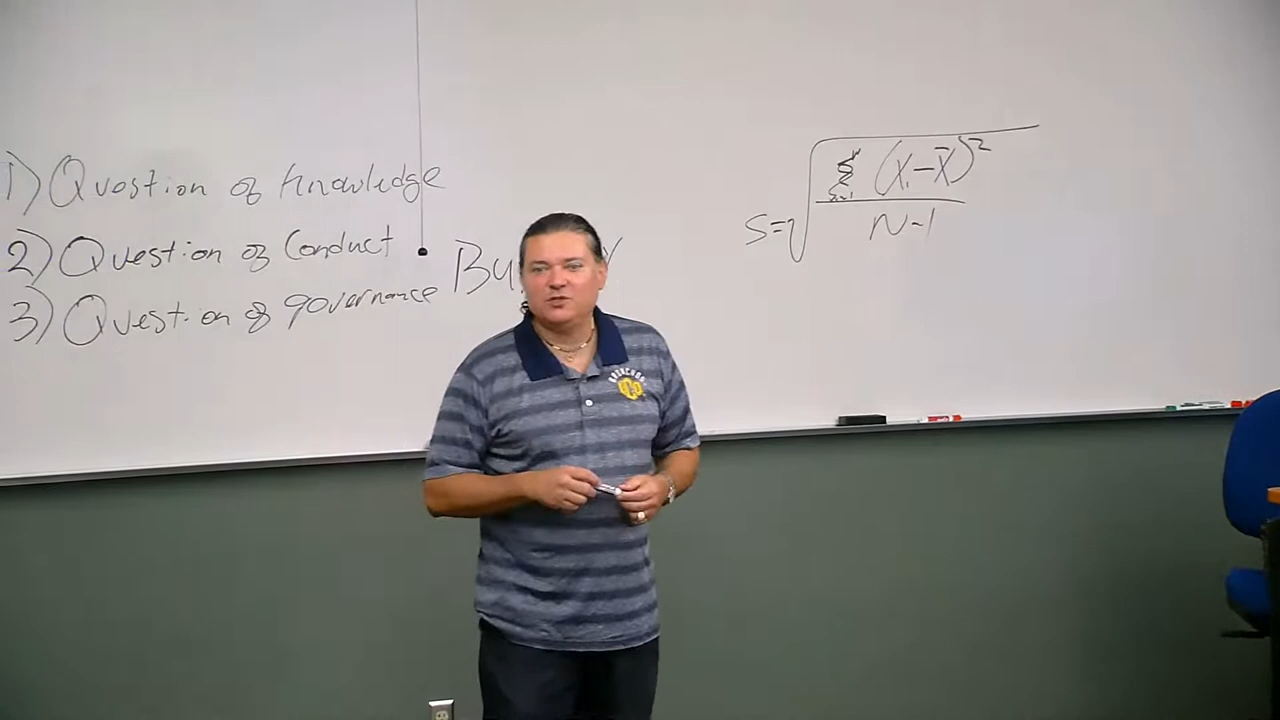 1) Question of Knowledge
2) Question of Conduct
3) Question of governance
S = √ Σ (Xi - X̄)² / N-1